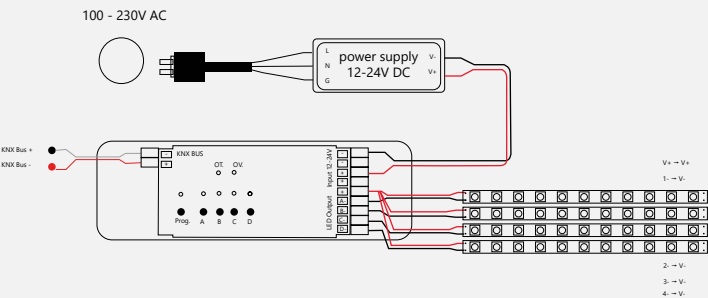 100 - 230V AC
L
N
G
power supply
12-24V DC
V-
V+
KNX Bus +
KNX Bus -
-
+
KNX BUS
OT. OV.
Prog. A B C D
Input 12-24V
LED Output
-
-
+
+
+
A-
B-
C-
D-
V+ → V+
1- → V-
2- → V-
3- → V-
4- → V-